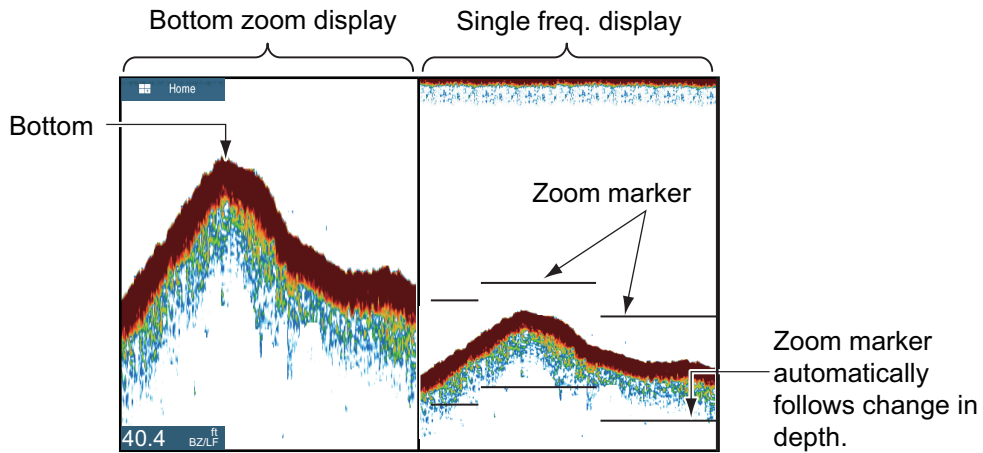 Bottom zoom display
Single freq. display
Home
Bottom
Zoom marker
Zoom marker
automatically
follows change in
depth.
40.4 ft BZ/LF